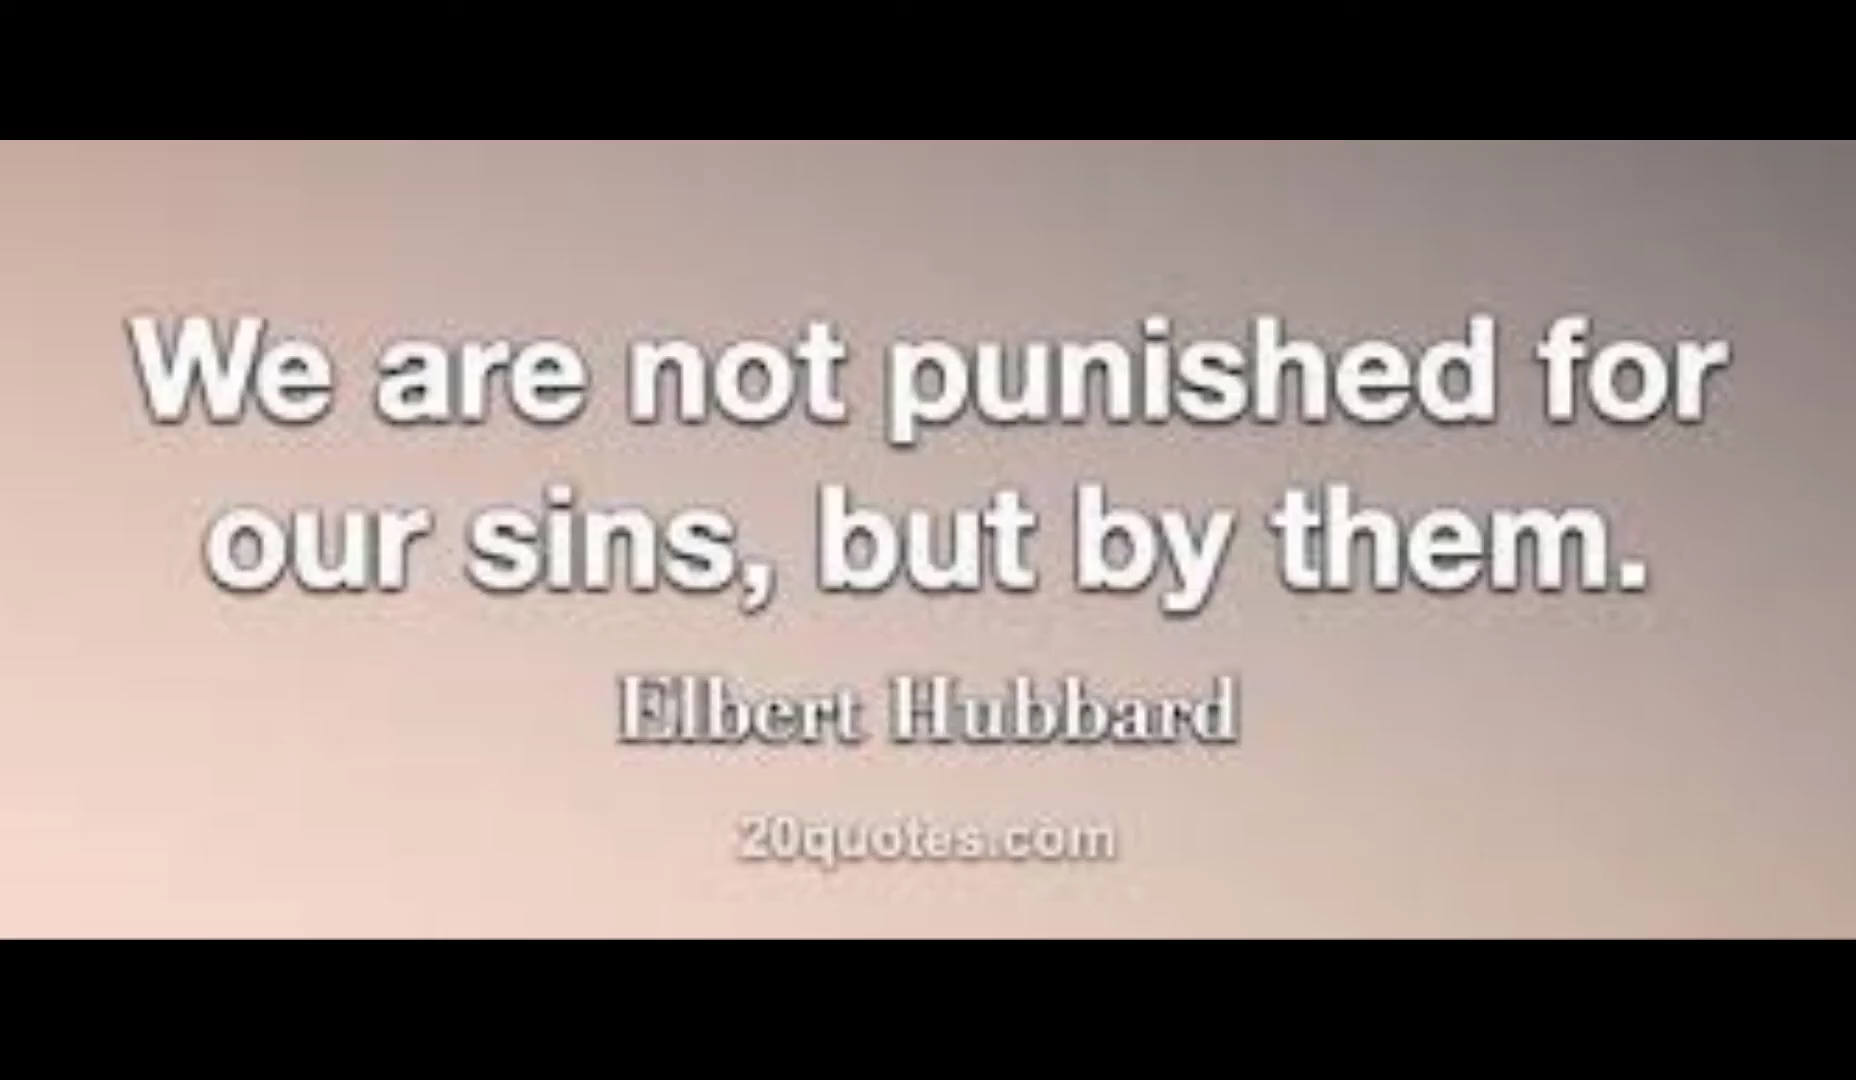 We are not punished for
our sins, but by them.
Elbert Hubbard
20quotes.com